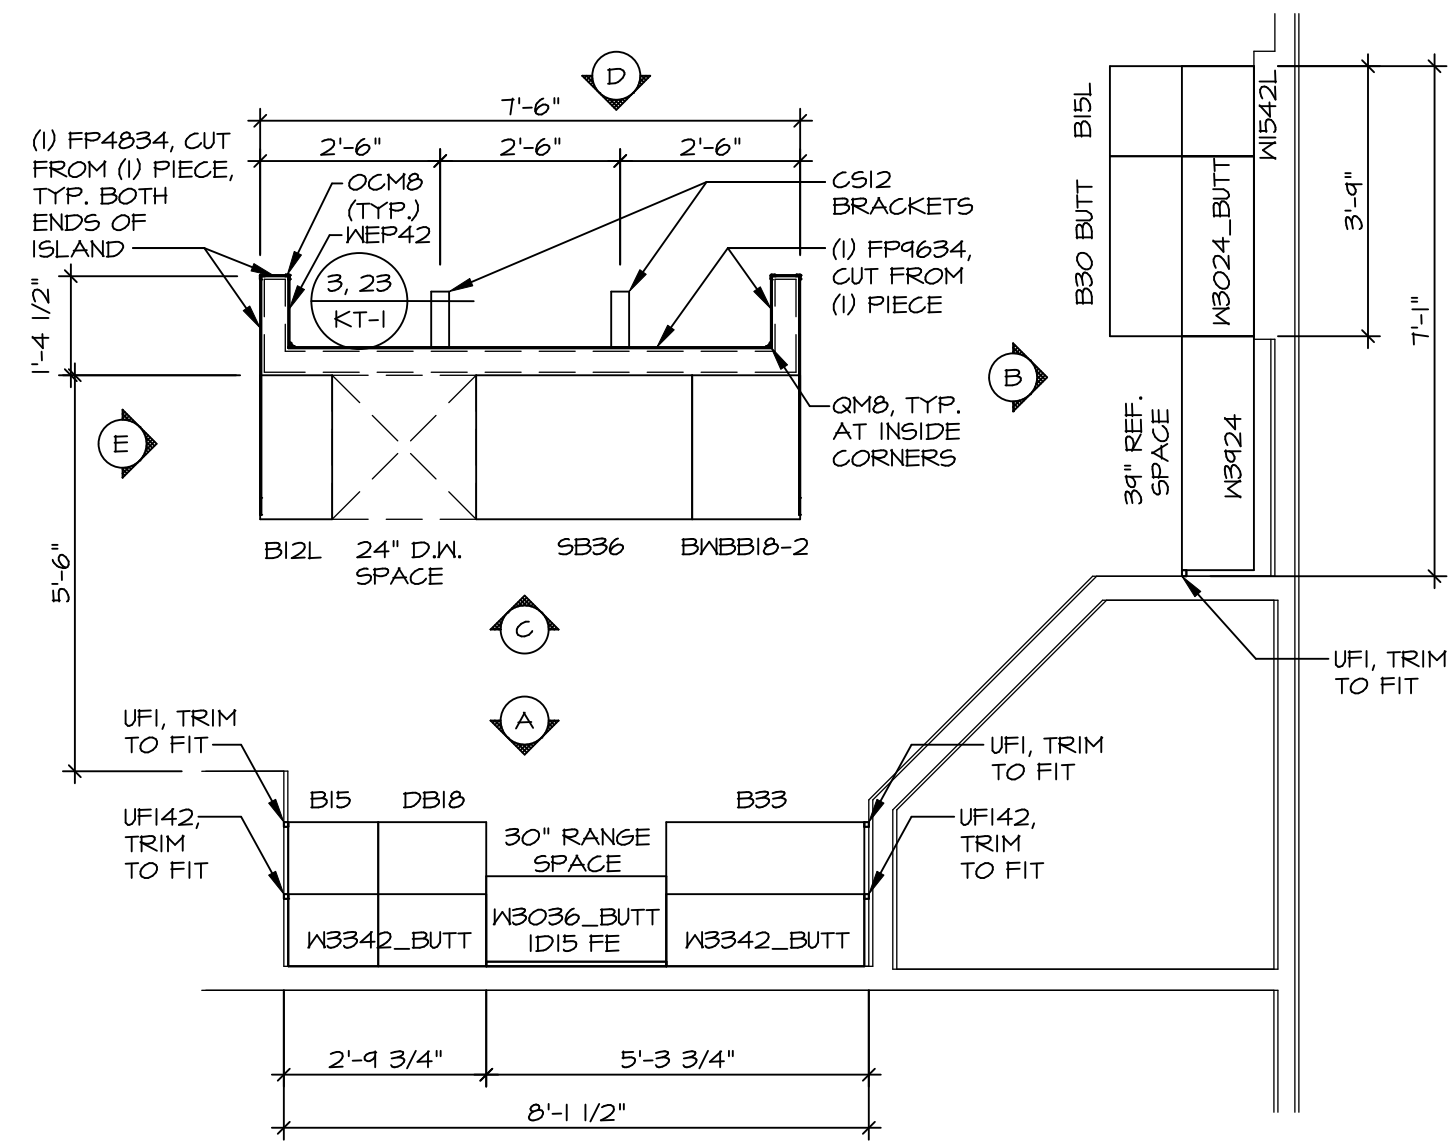 D
7'-6"
2'-6"
2'-6"
2'-6"
(1) FP4834, CUT
FROM (1) PIECE,
TYP. BOTH
ENDS OF
ISLAND
OCM8
(TYP.)
WEP42
3, 23
KT-1
CS12
BRACKETS
(1) FP9634,
CUT FROM
(1) PIECE
1'-4 1/2"
B15L
W1542L
B30 BUTT
W3024_BUTT
3'-9"
7'-1"
B
E
QM8, TYP.
AT INSIDE
CORNERS
39" REF.
SPACE
W3924
B12L
24" D.W.
SPACE
SB36
BWBB18-2
5'-6"
C
A
UF1, TRIM
TO FIT
UF1, TRIM
TO FIT
UF142,
TRIM
TO FIT
B15
DB18
30" RANGE
SPACE
B33
UF1, TRIM
TO FIT
UF142,
TRIM
TO FIT
W3342_BUTT
W3036_BUTT
1D15 FE
W3342_BUTT
2'-9 3/4"
5'-3 3/4"
8'-1 1/2"